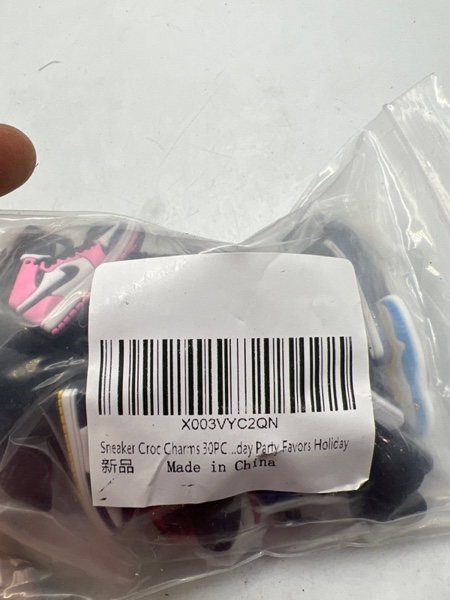 X003VYC2QN
Sneaker Croc Charms 30PC ...day Party Favors Holiday
新品 Made in China